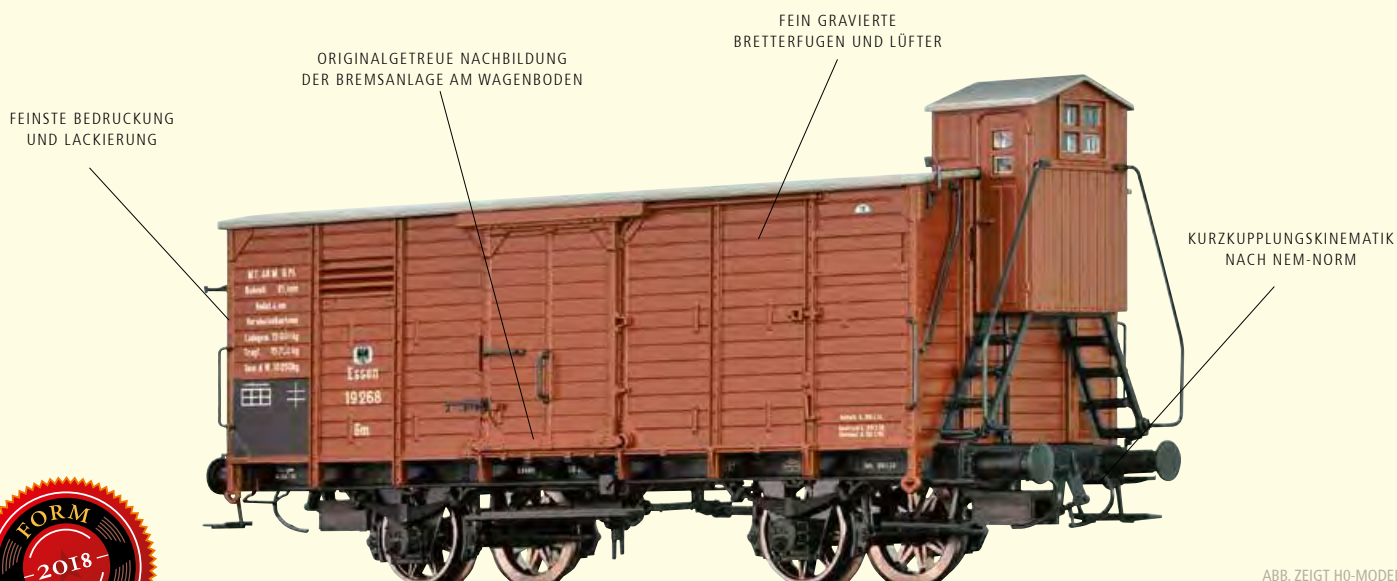 FEIN GRAVIERTE
BRETTERFUGEN UND LÜFTER
ORIGINALGETREUE NACHBILDUNG
DER BREMSANLAGE AM WAGENBODEN
FEINSTE BEDRUCKUNG
UND LACKIERUNG
KURZKUPPLUNGSKINEMATIK
NACH NEM-NORM
Essen
19268
Gm
FORM
2018
ABB. ZEIGT H0-MODEL